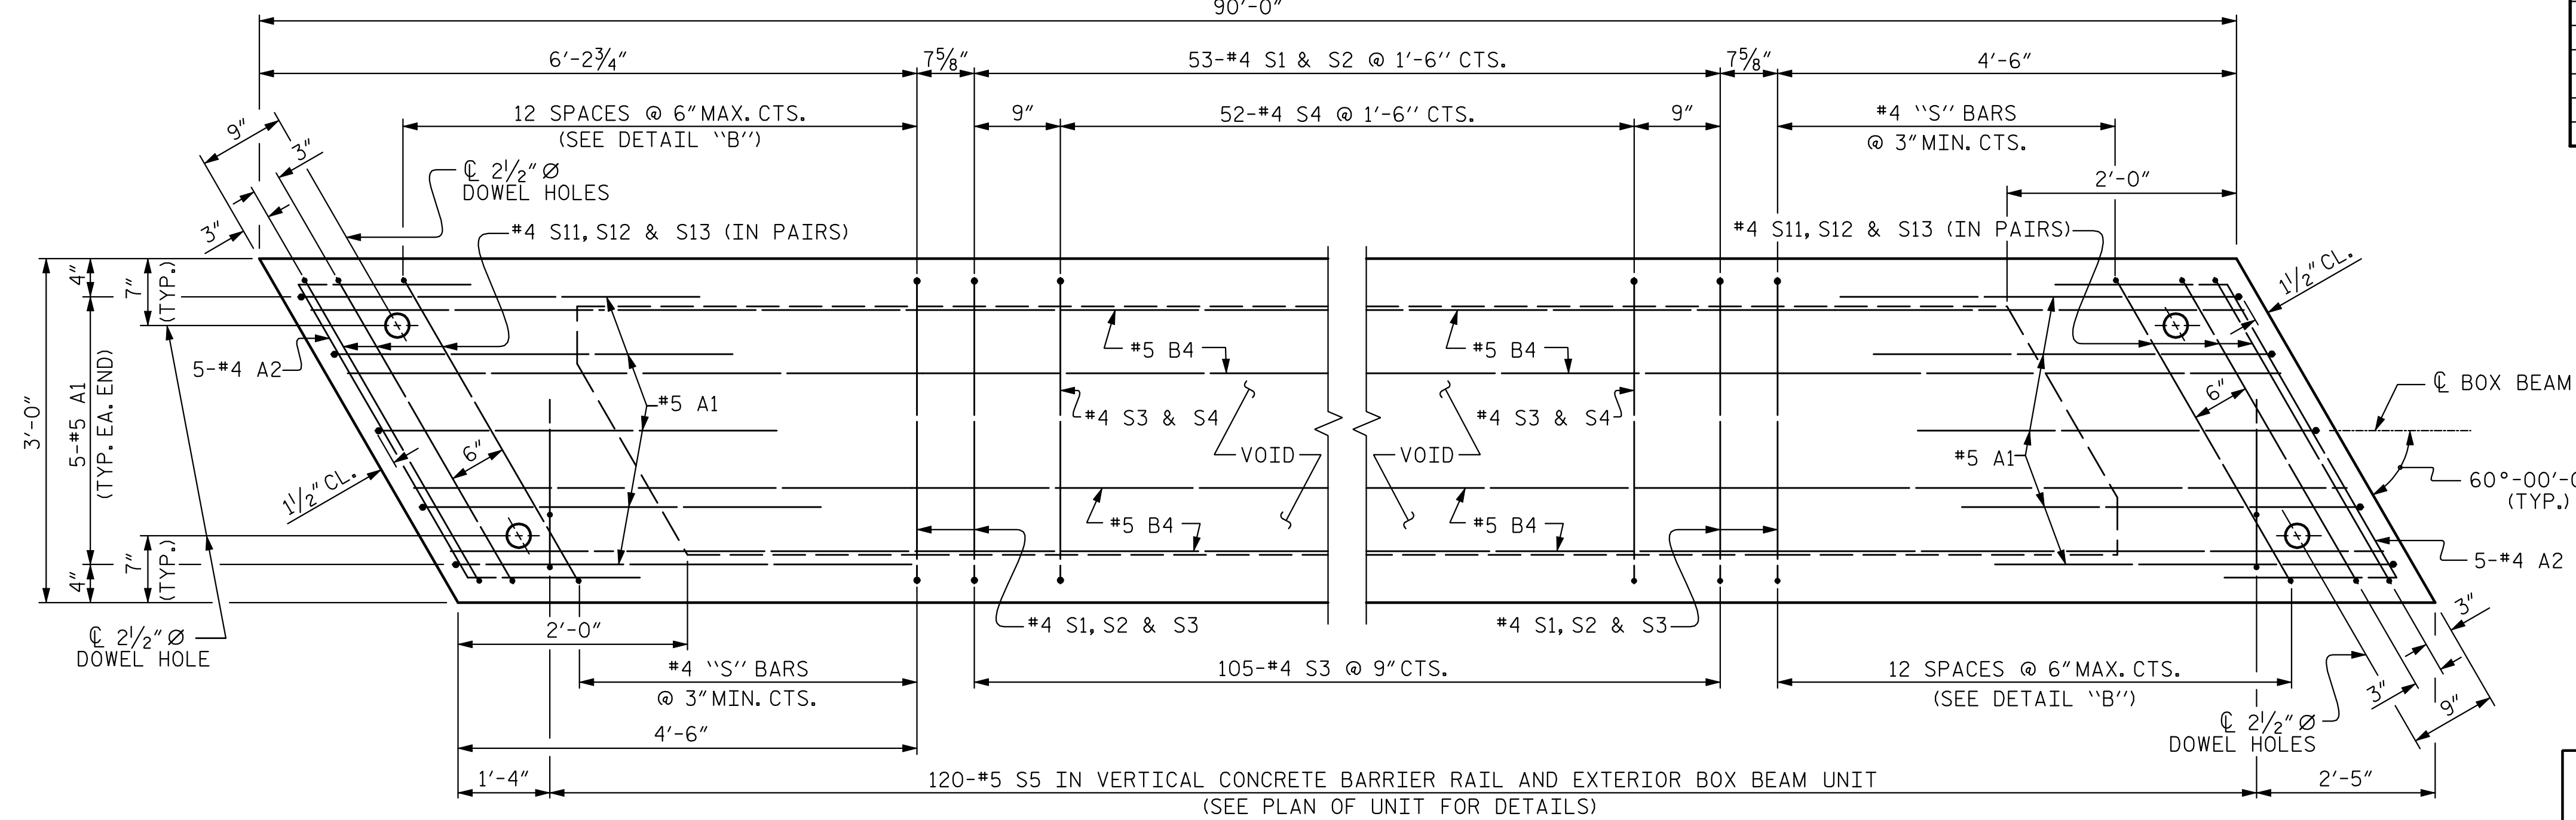 90'-0"
6'-2¾"
7⅝"
53-#4 S1 & S2 @ 1'-6" CTS.
7⅝"
4'-6"
12 SPACES @ 6" MAX. CTS.
(SEE DETAIL "B")
9"
52-#4 S4 @ 1'-6" CTS.
9"
#4 "S" BARS
@ 3" MIN. CTS.
9"
3"
3"
℄ 2½" Ø
DOWEL HOLES
2'-0"
#4 S11, S12 & S13 (IN PAIRS)
#4 S11, S12 & S13 (IN PAIRS)
1½" CL.
4"
7"
(TYP.)
5-#4 A2
#5 B4
#5 B4
℄ BOX BEAM
3'-0"
5-#5 A1
(TYP. EA. END)
#5 A1
6"
#4 S3 & S4
#4 S3 & S4
6"
VOID
VOID
#5 A1
60°-00'-
(TYP.)
1½" CL.
#5 B4
#5 B4
4"
7"
(TYP.)
5-#4 A2
℄ 2½" Ø
DOWEL HOLE
2'-0"
#4 S1, S2 & S3
#4 S1, S2 & S3
3"
#4 "S" BARS
@ 3" MIN. CTS.
105-#4 S3 @ 9" CTS.
12 SPACES @ 6" MAX. CTS.
(SEE DETAIL "B")
3"
9"
℄ 2½" Ø
DOWEL HOLES
4'-6"
1'-4"
120-#5 S5 IN VERTICAL CONCRETE BARRIER RAIL AND EXTERIOR BOX BEAM UNIT
(SEE PLAN OF UNIT FOR DETAILS)
2'-5"